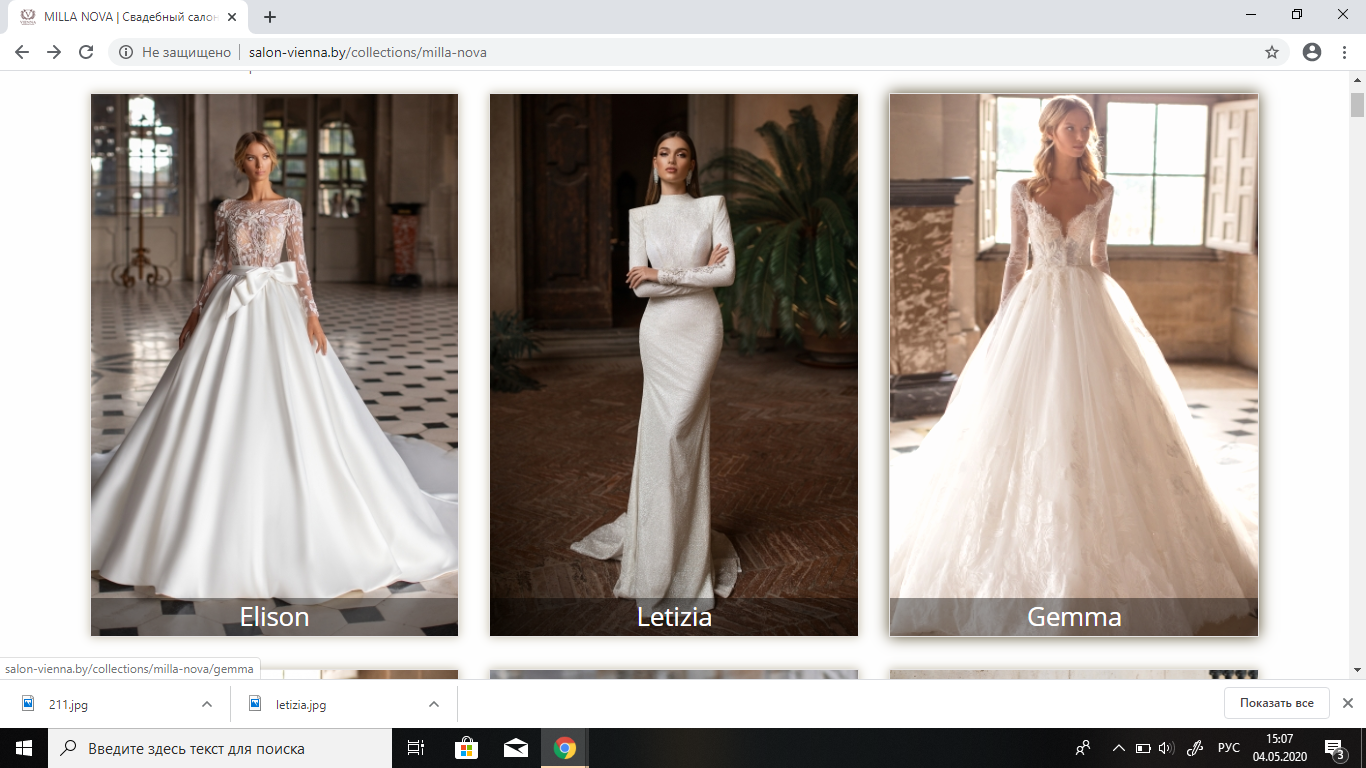 MILLA NOVA | Свадебный салон
Не защищено
salon-vienna.by/collections/milla-nova
Elison
Letizia
Gemma
salon-vienna.by/collections/milla-nova/gemma
211.jpg
letizia.jpg
Показать все
Введите здесь текст для поиска
РУС
15:07
04.05.2020
3